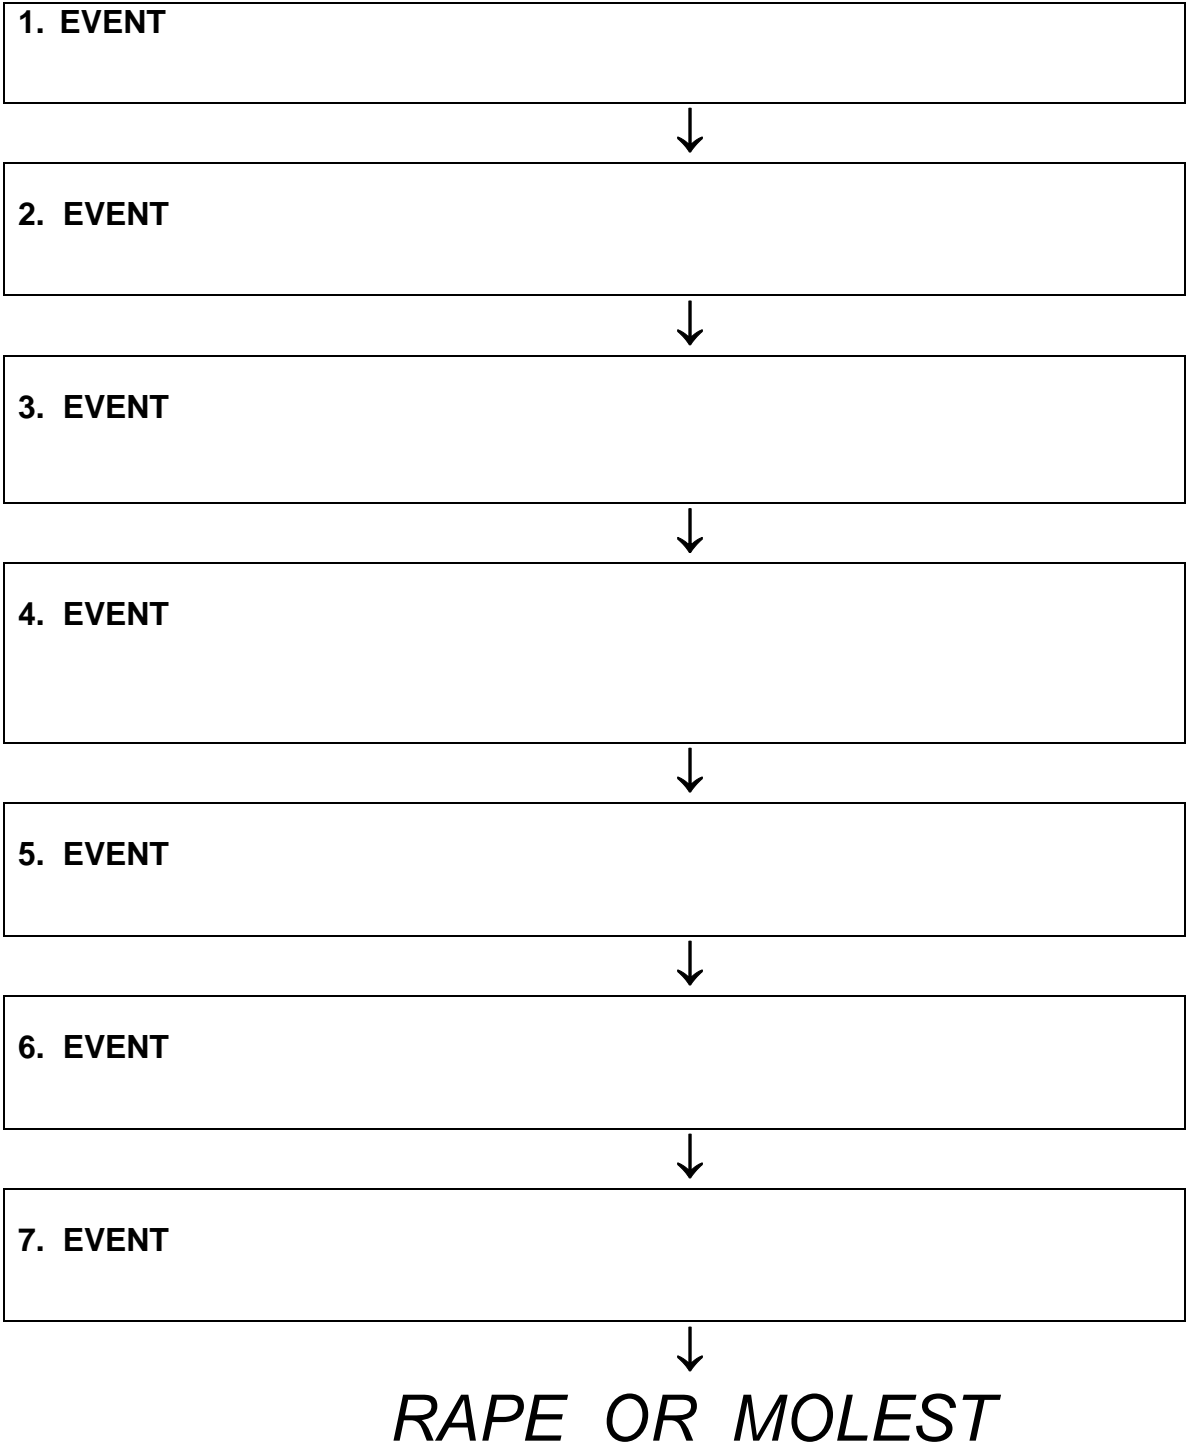 1. EVENT
2. EVENT
3. EVENT
4. EVENT
5. EVENT
6. EVENT
7. EVENT
RAPE OR MOLEST